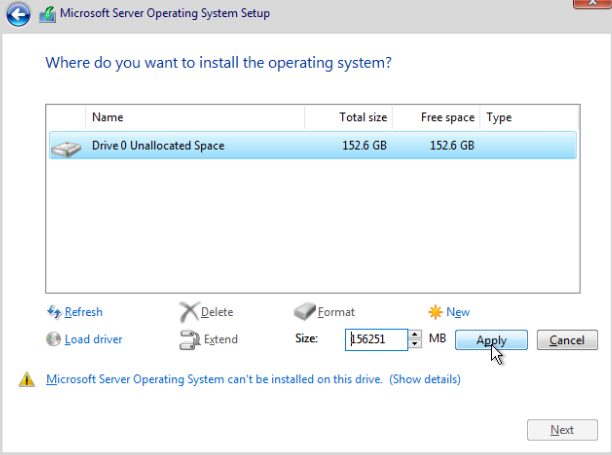 Microsoft Server Operating System Setup
Where do you want to install the operating system?
Name Total size Free space Type
Drive 0 Unallocated Space 152.6 GB 152.6 GB
Refresh Delete Format New
Load driver Extend Size: 156251 MB Apply Cancel
Microsoft Server Operating System can't be installed on this drive. (Show details)
Next